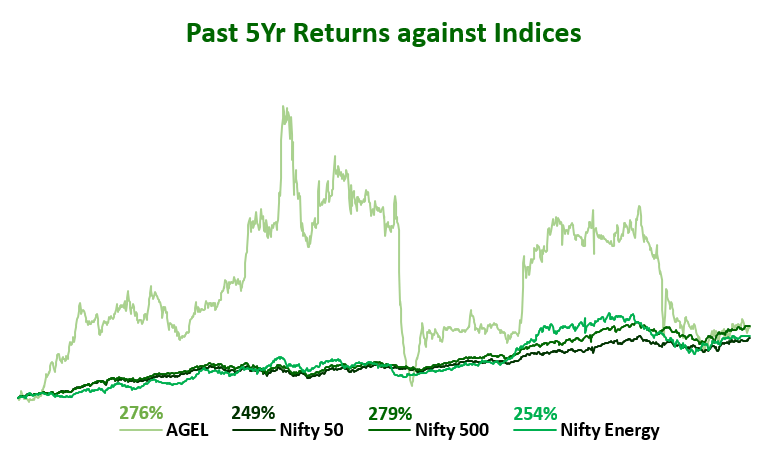 Past 5Yr Returns against Indices
276% 249% 279% 254%
AGEL Nifty 50 Nifty 500 Nifty Energy